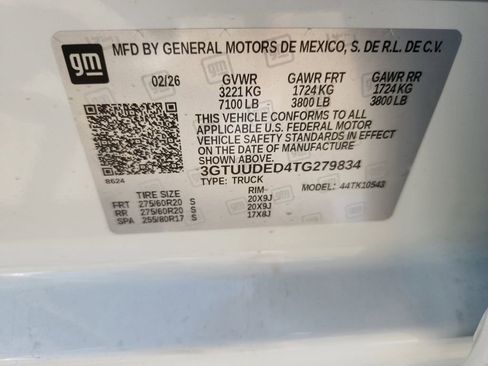 gm MFD BY GENERAL MOTORS DE MEXICO, S. DE R.L. DE C.V.
02/26 GVWR GAWR FRT GAWR RR
3221 KG 1724 KG 1724 KG
7100 LB 3800 LB 3800 LB
THIS VEHICLE CONFORMS TO ALL
APPLICABLE U.S. FEDERAL MOTOR
VEHICLE SAFETY STANDARDS IN EFFECT
ON THE DATE OF MANUFACTURE
SHOWN ABOVE.
3GTUUDED4TG279834
8624 TYPE: TRUCK MODEL: 44TK10543
TIRE SIZE RIM
FRT 275/60R20 S 20X9J
RR 275/60R20 S 20X9J
SPA 255/80R17 S 17X8J